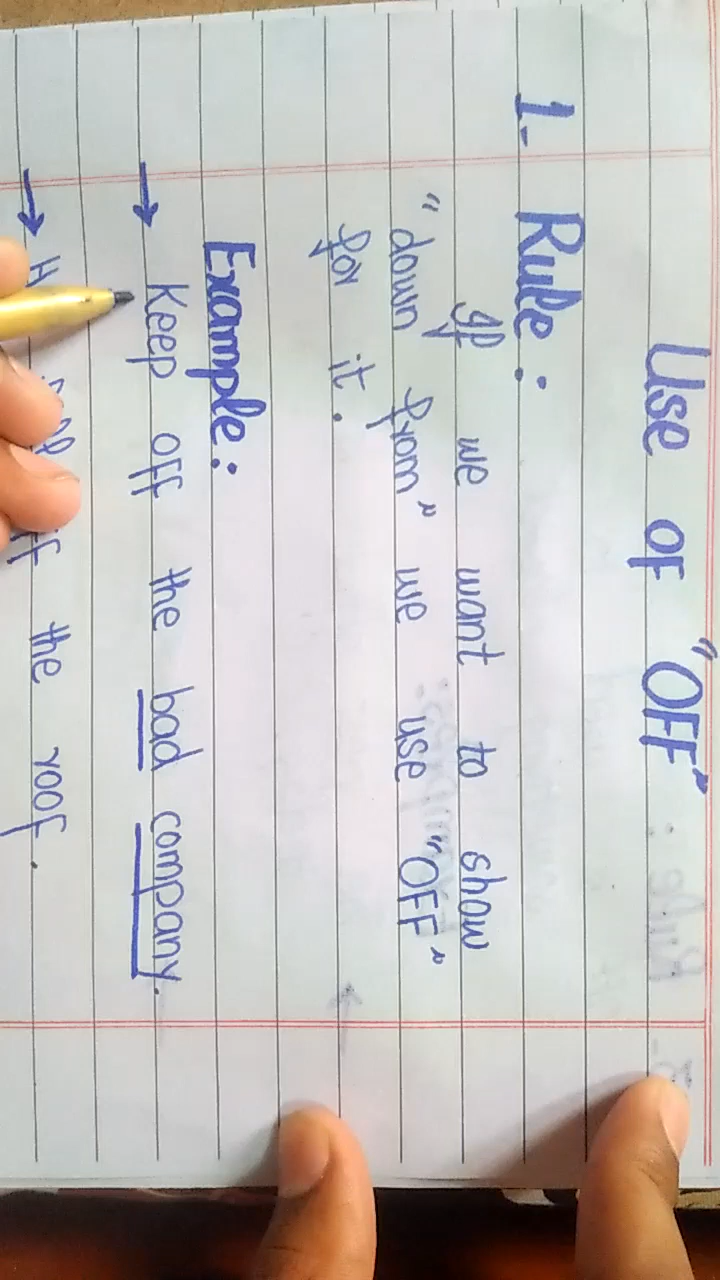 Use OF "OFF"
1- Rule :
If we want to show
"down from" we use "OFF"
for it.
Example:
→ Keep off the bad company.
→ the roof.